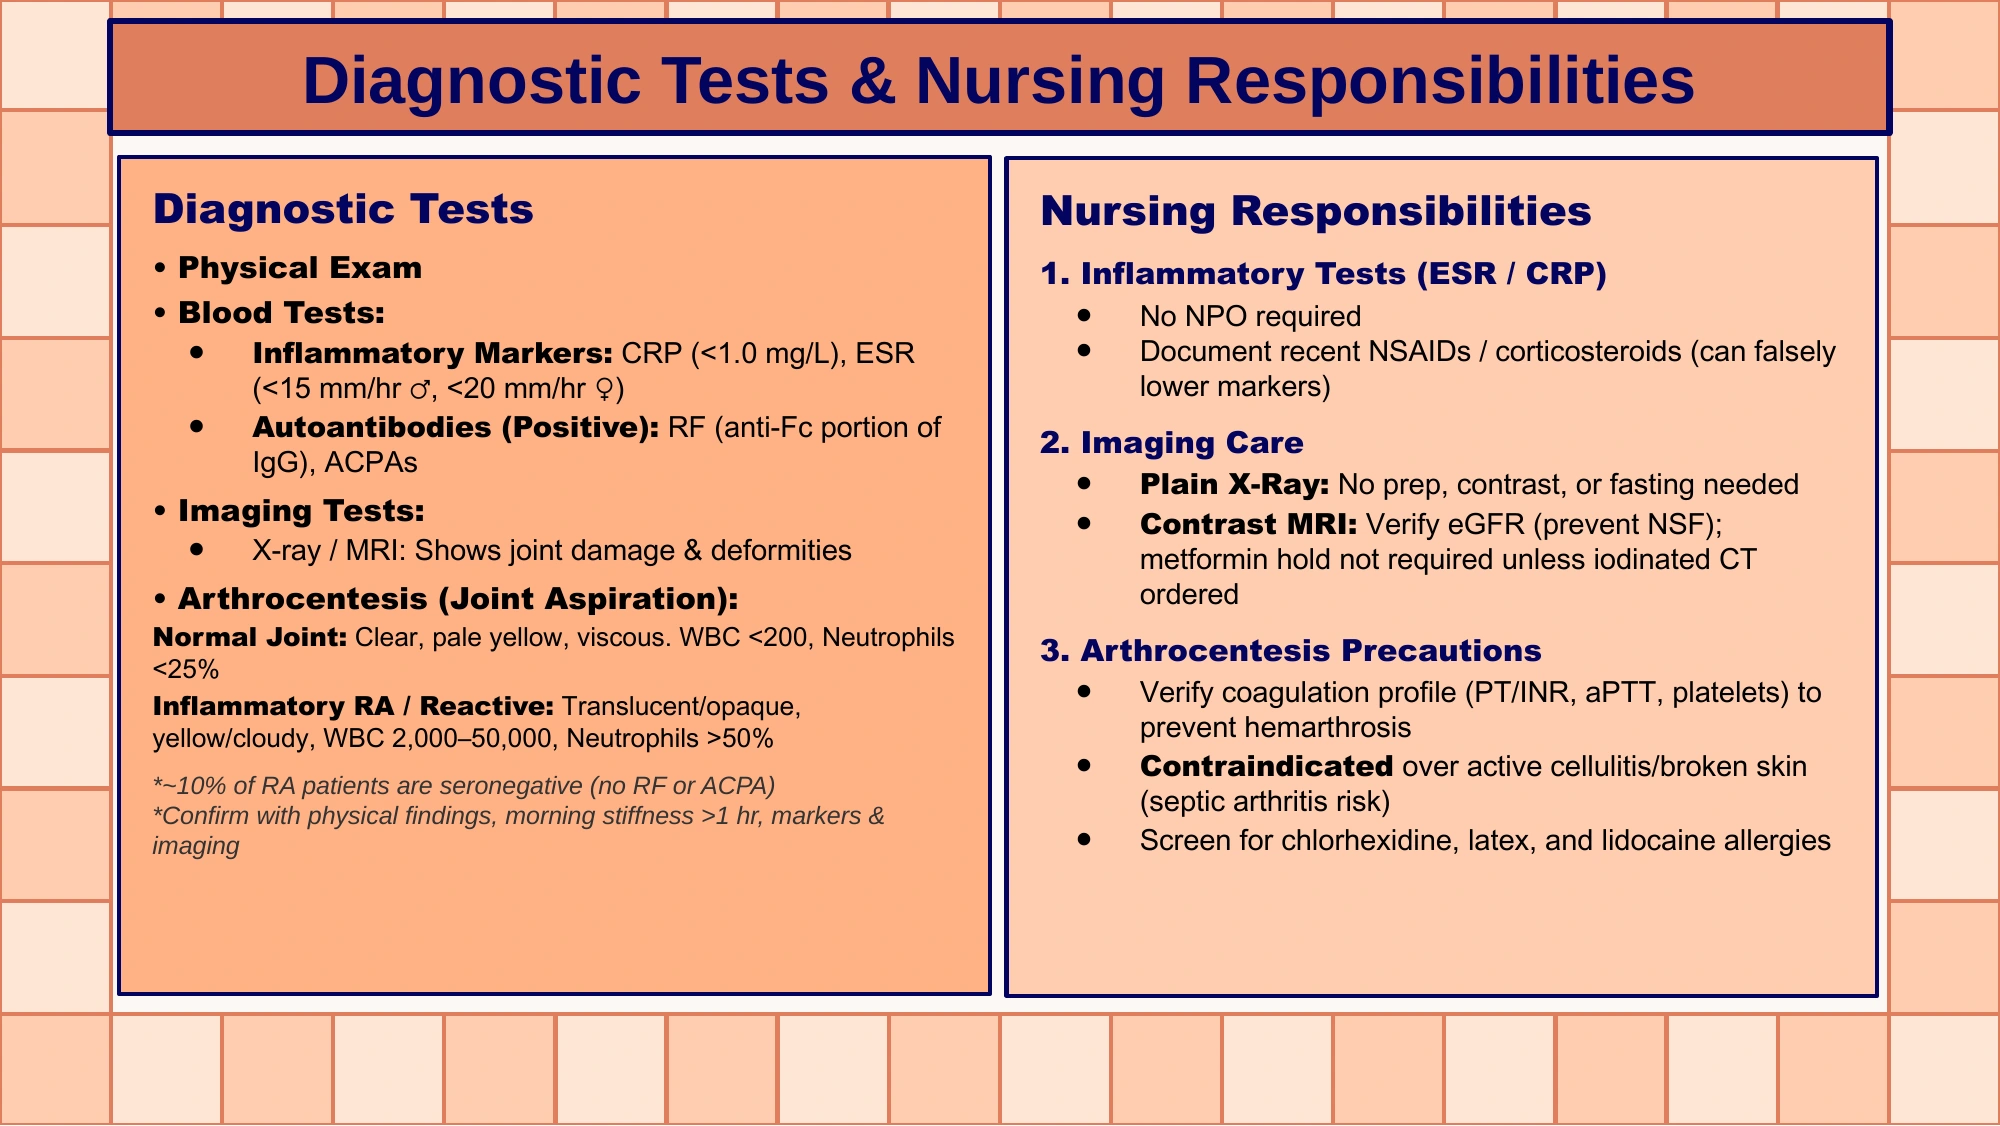 Diagnostic Tests & Nursing Responsibilities
Diagnostic Tests
• Physical Exam
• Blood Tests:
● Inflammatory Markers: CRP (<1.0 mg/L), ESR
(<15 mm/hr ♂, <20 mm/hr ♀)
● Autoantibodies (Positive): RF (anti-Fc portion of
IgG), ACPAs
• Imaging Tests:
● X-ray / MRI: Shows joint damage & deformities
• Arthrocentesis (Joint Aspiration):
Normal Joint: Clear, pale yellow, viscous. WBC <200, Neutrophils
<25%
Inflammatory RA / Reactive: Translucent/opaque,
yellow/cloudy, WBC 2,000–50,000, Neutrophils >50%
*~10% of RA patients are seronegative (no RF or ACPA)
*Confirm with physical findings, morning stiffness >1 hr, markers &
imaging
Nursing Responsibilities
1. Inflammatory Tests (ESR / CRP)
● No NPO required
● Document recent NSAIDs / corticosteroids (can falsely
lower markers)
2. Imaging Care
● Plain X-Ray: No prep, contrast, or fasting needed
● Contrast MRI: Verify eGFR (prevent NSF);
metformin hold not required unless iodinated CT
ordered
3. Arthrocentesis Precautions
● Verify coagulation profile (PT/INR, aPTT, platelets) to
prevent hemarthrosis
● Contraindicated over active cellulitis/broken skin
(septic arthritis risk)
● Screen for chlorhexidine, latex, and lidocaine allergies